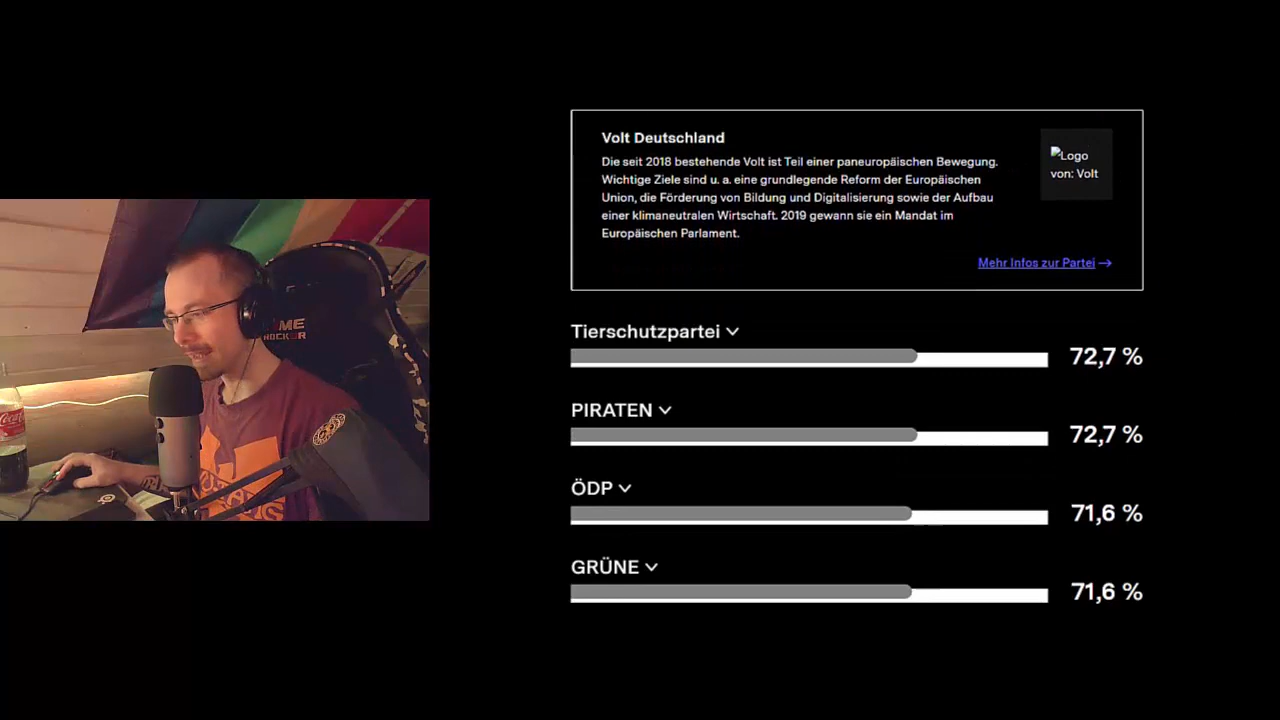 Volt Deutschland
Die seit 2018 bestehende Volt ist Teil einer paneuropäischen Bewegung.
Wichtige Ziele sind u. a. eine grundlegende Reform der Europäischen
Union, die Förderung von Bildung und Digitalisierung sowie der Aufbau
einer klimaneutralen Wirtschaft. 2019 gewann sie ein Mandat im
Europäischen Parlament.
Logo
von: Volt
Mehr Infos zur Partei →
Tierschutzpartei
72,7 %
PIRATEN
72,7 %
ÖDP
71,6 %
GRÜNE
71,6 %
Coca-Cola